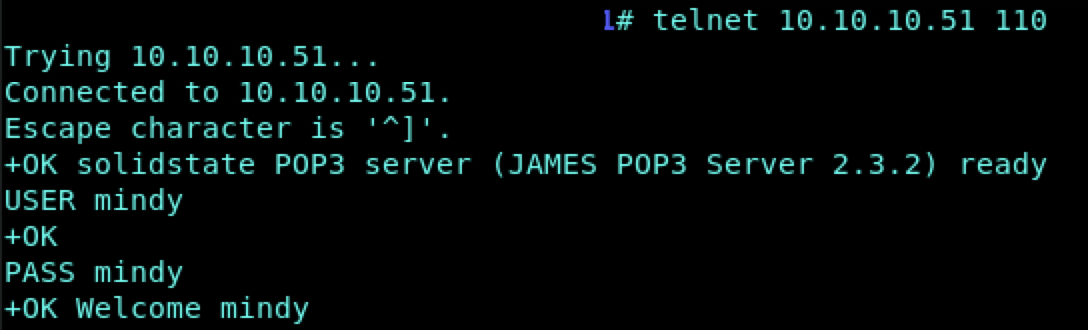 l# telnet 10.10.10.51 110
Trying 10.10.10.51...
Connected to 10.10.10.51.
Escape character is '^]'.
+OK solidstate POP3 server (JAMES POP3 Server 2.3.2) ready
USER mindy
+OK
PASS mindy
+OK Welcome mindy